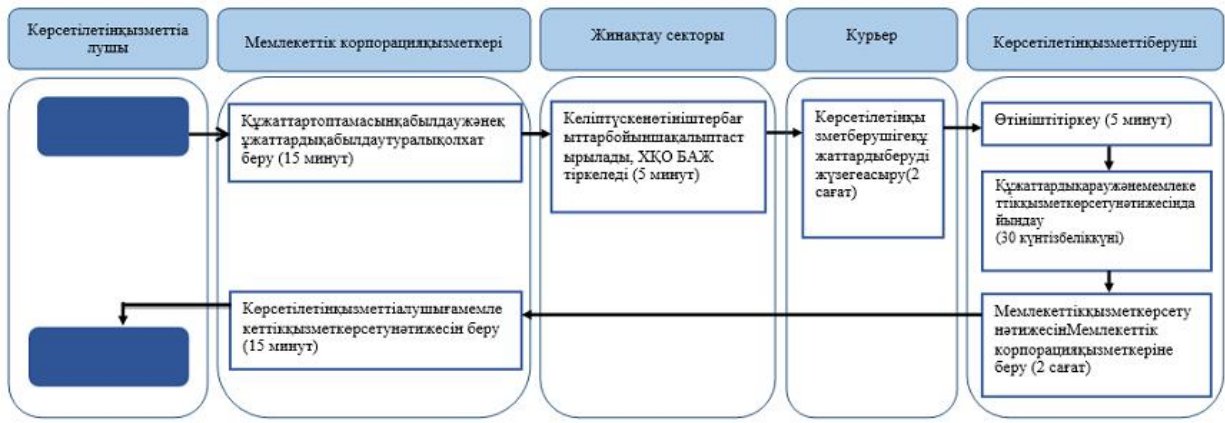 Көрсетілетінқызметтіа
лушы
Мемлекеттік корпорацияқызметкері
Жинақтау секторы
Курьер
Көрсетілетінқызметтіберуші
Құжаттартоптамасынқабылдаужәнеқ
ұжаттардықабылдаутуралықолхат
беру (15 минут)
Келіптүскенөтініштербағ
ыттарбойыншақалыптаст
ырылады, ХҚО БАЖ
тіркеледі (5 минут)
Көрсетілетінқы
зметберушігеқұ
жаттардыберуді
жүзегеасыру(2
сағат)
Өтініштітіркеу (5 минут)
Құжаттардықараужәнемемлеке
ттікқызметкөрсетунәтижесінда
йындау
(30 күнтізбеліккүні)
Көрсетілетінқызметтіалушығамемле
кеттікқызметкөрсетунәтижесін беру
(15 минут)
Мемлекеттікқызметкөрсету
нәтижесінМемлекеттік
корпорацияқызметкеріне
беру (2 сағат)